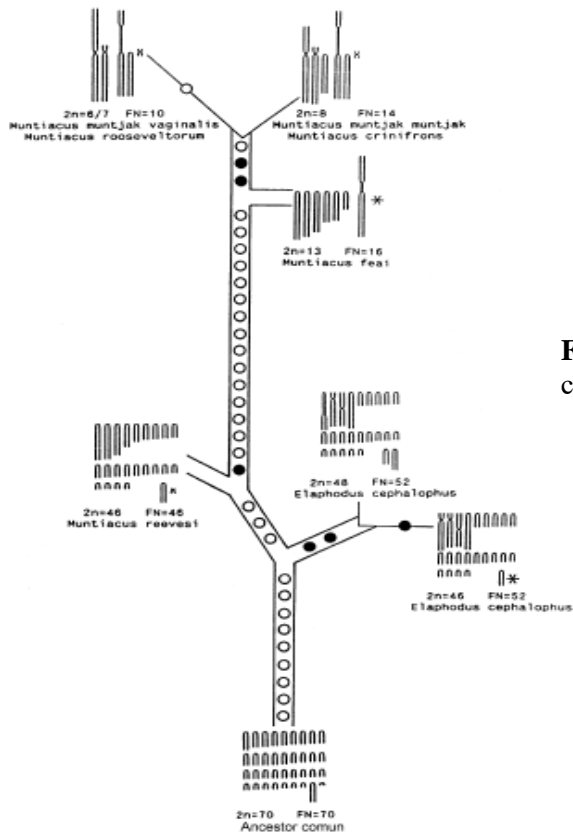 2n=6/7 FN=10
Muntiacus muntjak vaginalis
Muntiacus rooseveltorum
2n=8 FN=14
Muntiacus muntjak muntjak
Muntiacus crinifrons
2n=13 FN=16
Muntiacus feai
F
c
2n=46 FN=46
Muntiacus reevesi
2n=48 FN=52
Elaphodus cephalophus
2n=46 FN=52
Elaphodus cephalophus
2n=70 FN=70
Ancestor comun